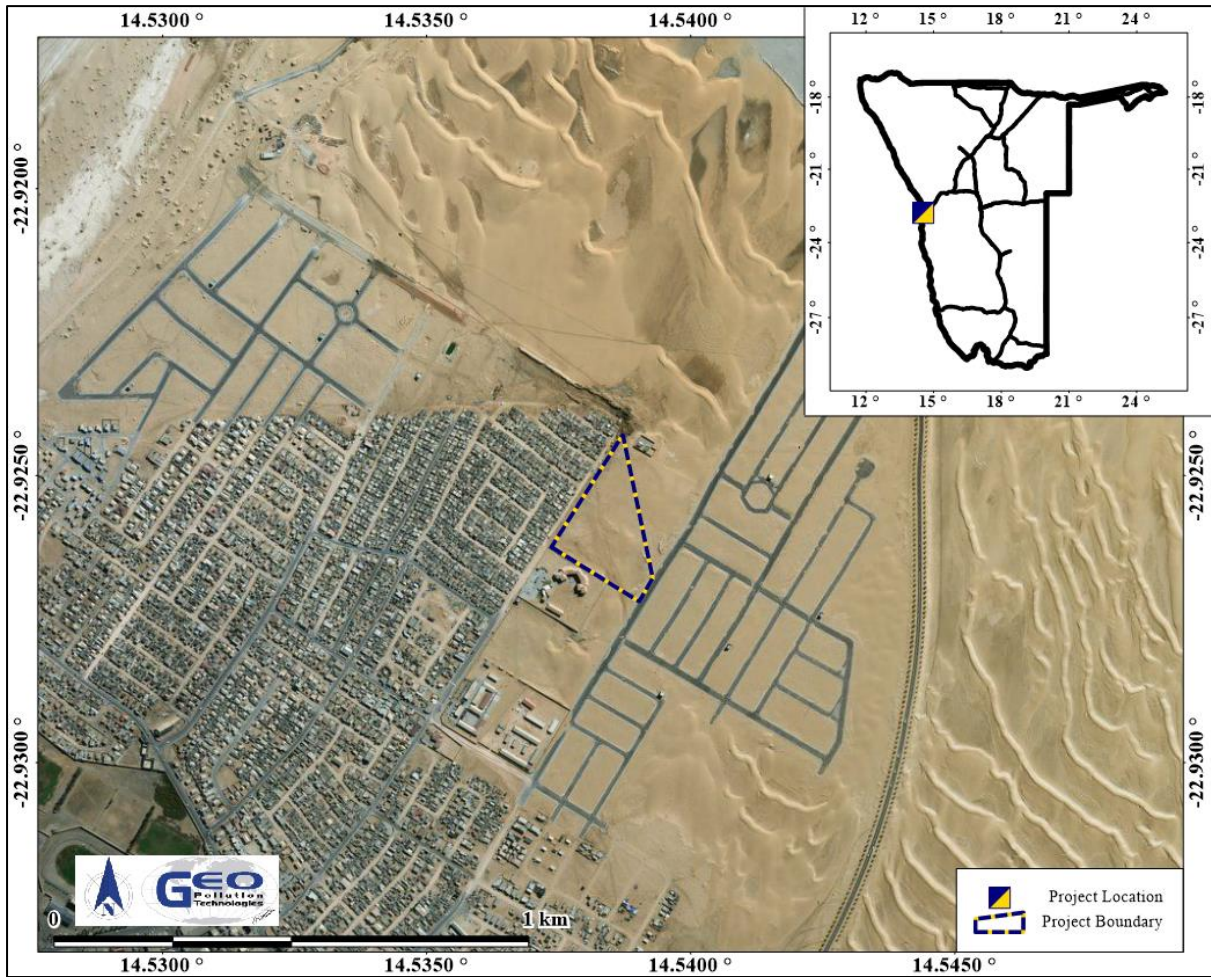 14.5300 ° 14.5350 ° 14.5400 °
12 ° 15 ° 18 ° 21 ° 24 °
-18 °
-21 °
-24 °
-27 °
-18 °
-21 °
-24 °
-27 °
12 ° 15 ° 18 ° 21 ° 24 °
-22.9200 °
-22.9250 °
-22.9250 °
-22.9300 °
-22.9300 °
GEO
Pollution
Technologies
0 1 km
Project Location
Project Boundary
14.5300 ° 14.5350 ° 14.5400 ° 14.5450 °